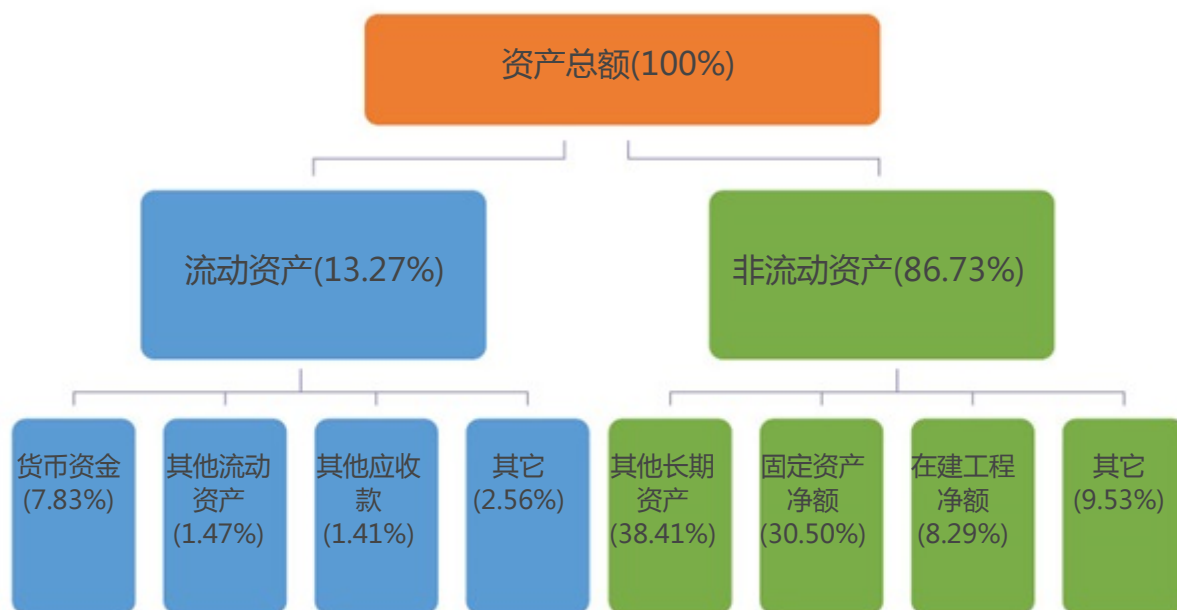 资产总额(100%)
流动资产(13.27%)
非流动资产(86.73%)
货币资金
(7.83%)
其他流动
资产
(1.47%)
其他应收
款
(1.41%)
其它
(2.56%)
其他长期
资产
(38.41%)
固定资产
净额
(30.50%)
在建工程
净额
(8.29%)
其它
(9.53%)